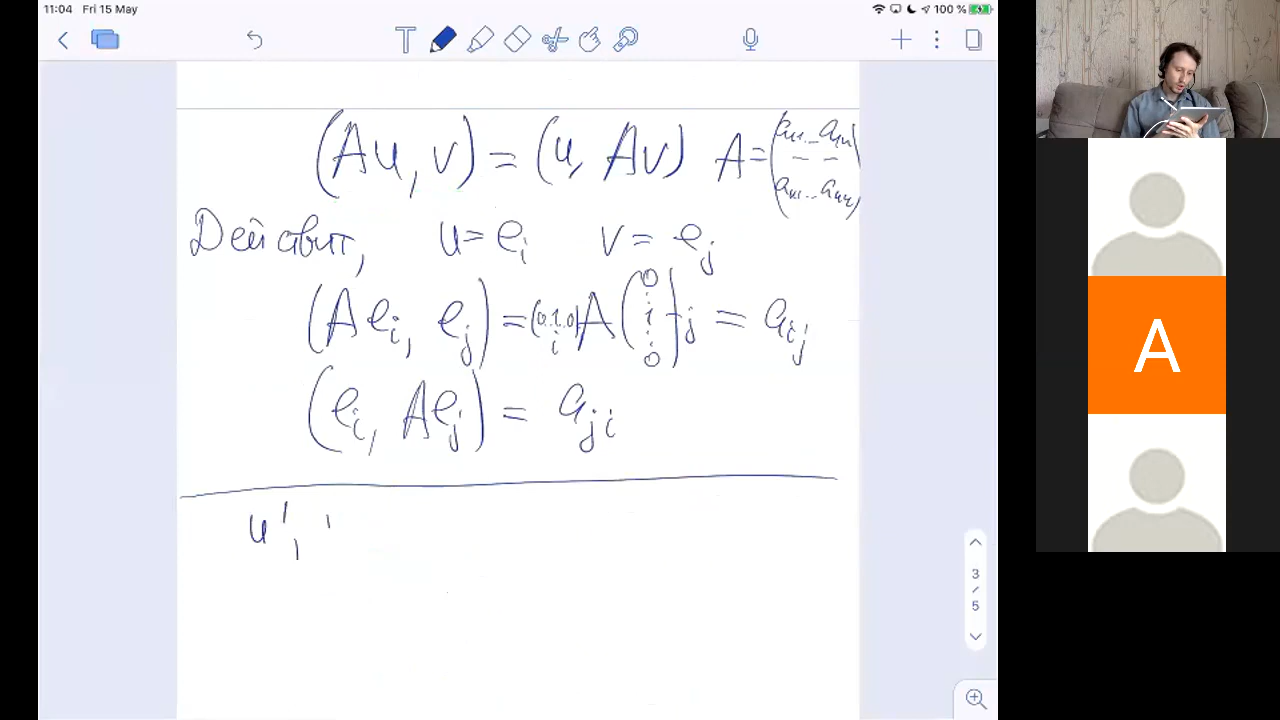 11:04 Fri 15 May 100 %
T
(Au, v) = (u, Av) A = (a₁₁...a₁ₙ -- aₙ₁...aₙₙ)
Действит, u = eᵢ v = eⱼ
(Aeᵢ, eⱼ) = (0.1.0)ᵢ A (0 ⋮ 1 ⋮ 0) - j = aᵢⱼ
(eᵢ, Aeⱼ) = aⱼᵢ
u', '
3
/
5
A